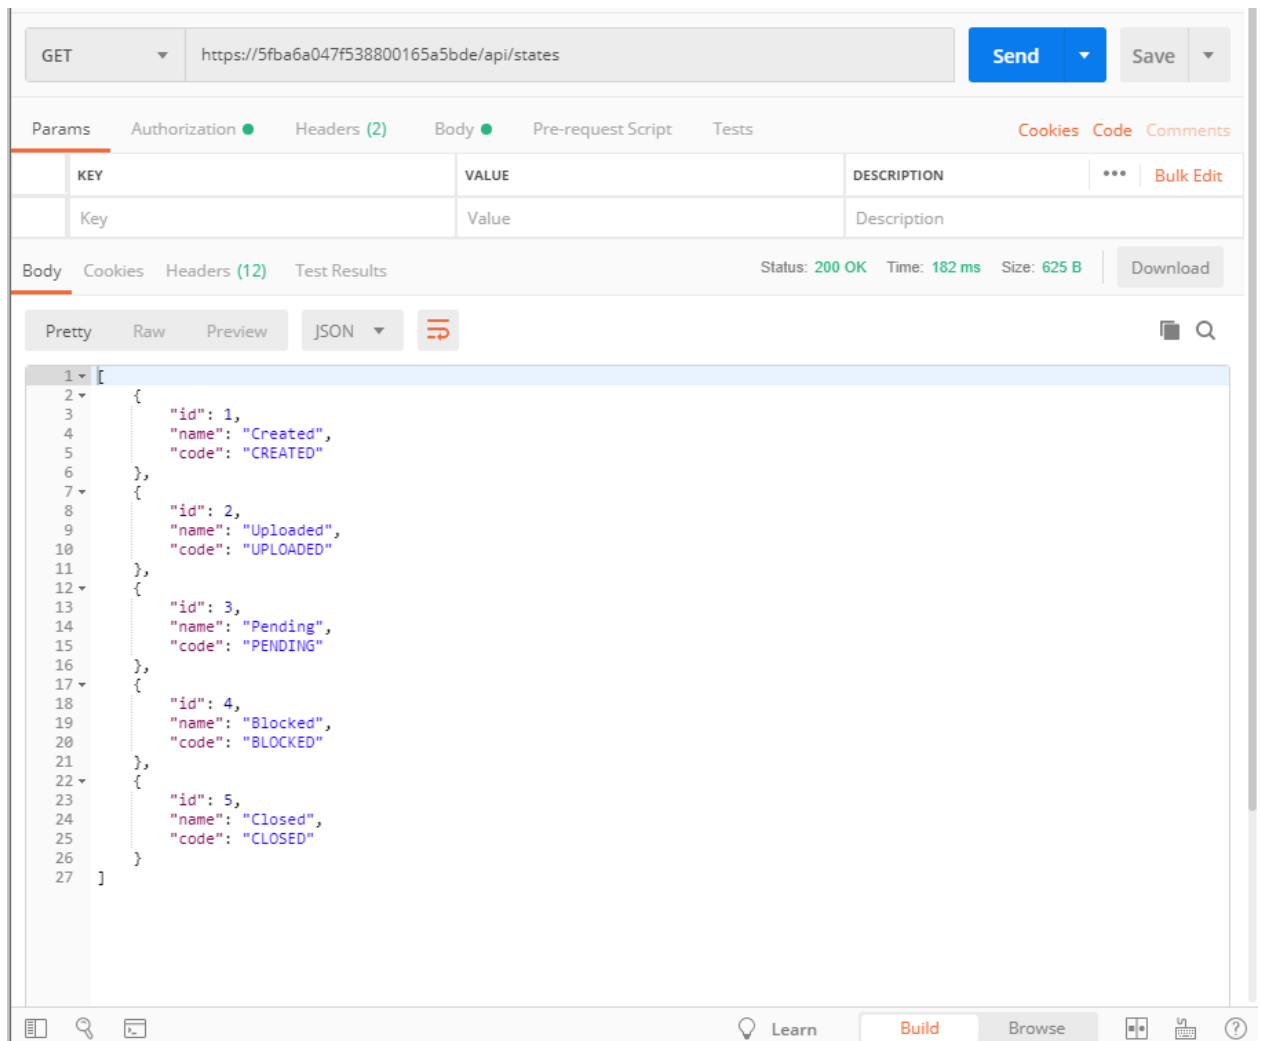 GET https://5fba6a047f538800165a5bde/api/states Send Save
Params Authorization Headers (2) Body Pre-request Script Tests Cookies Code Comments
KEY VALUE DESCRIPTION ••• Bulk Edit
Key Value Description
Body Cookies Headers (12) Test Results Status: 200 OK Time: 182 ms Size: 625 B Download
Pretty Raw Preview JSON
1 [
2 {
3 "id": 1,
4 "name": "Created",
5 "code": "CREATED"
6 },
7 {
8 "id": 2,
9 "name": "Uploaded",
10 "code": "UPLOADED"
11 },
12 {
13 "id": 3,
14 "name": "Pending",
15 "code": "PENDING"
16 },
17 {
18 "id": 4,
19 "name": "Blocked",
20 "code": "BLOCKED"
21 },
22 {
23 "id": 5,
24 "name": "Closed",
25 "code": "CLOSED"
26 }
27 ]
Learn Build Browse